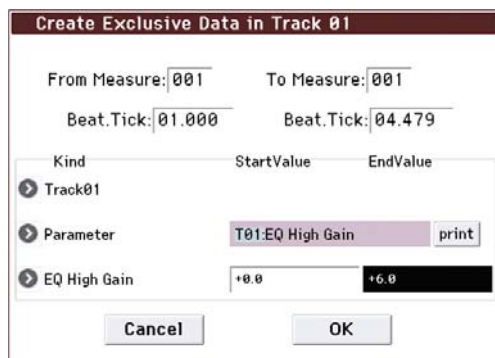 Create Exclusive Data in Track 01
From Measure: 001 To Measure: 001
Beat.Tick: 01.000 Beat.Tick: 04.479
Kind StartValue EndValue
Track01
Parameter T01:EQ High Gain print
EQ High Gain +0.0 +6.0
Cancel OK